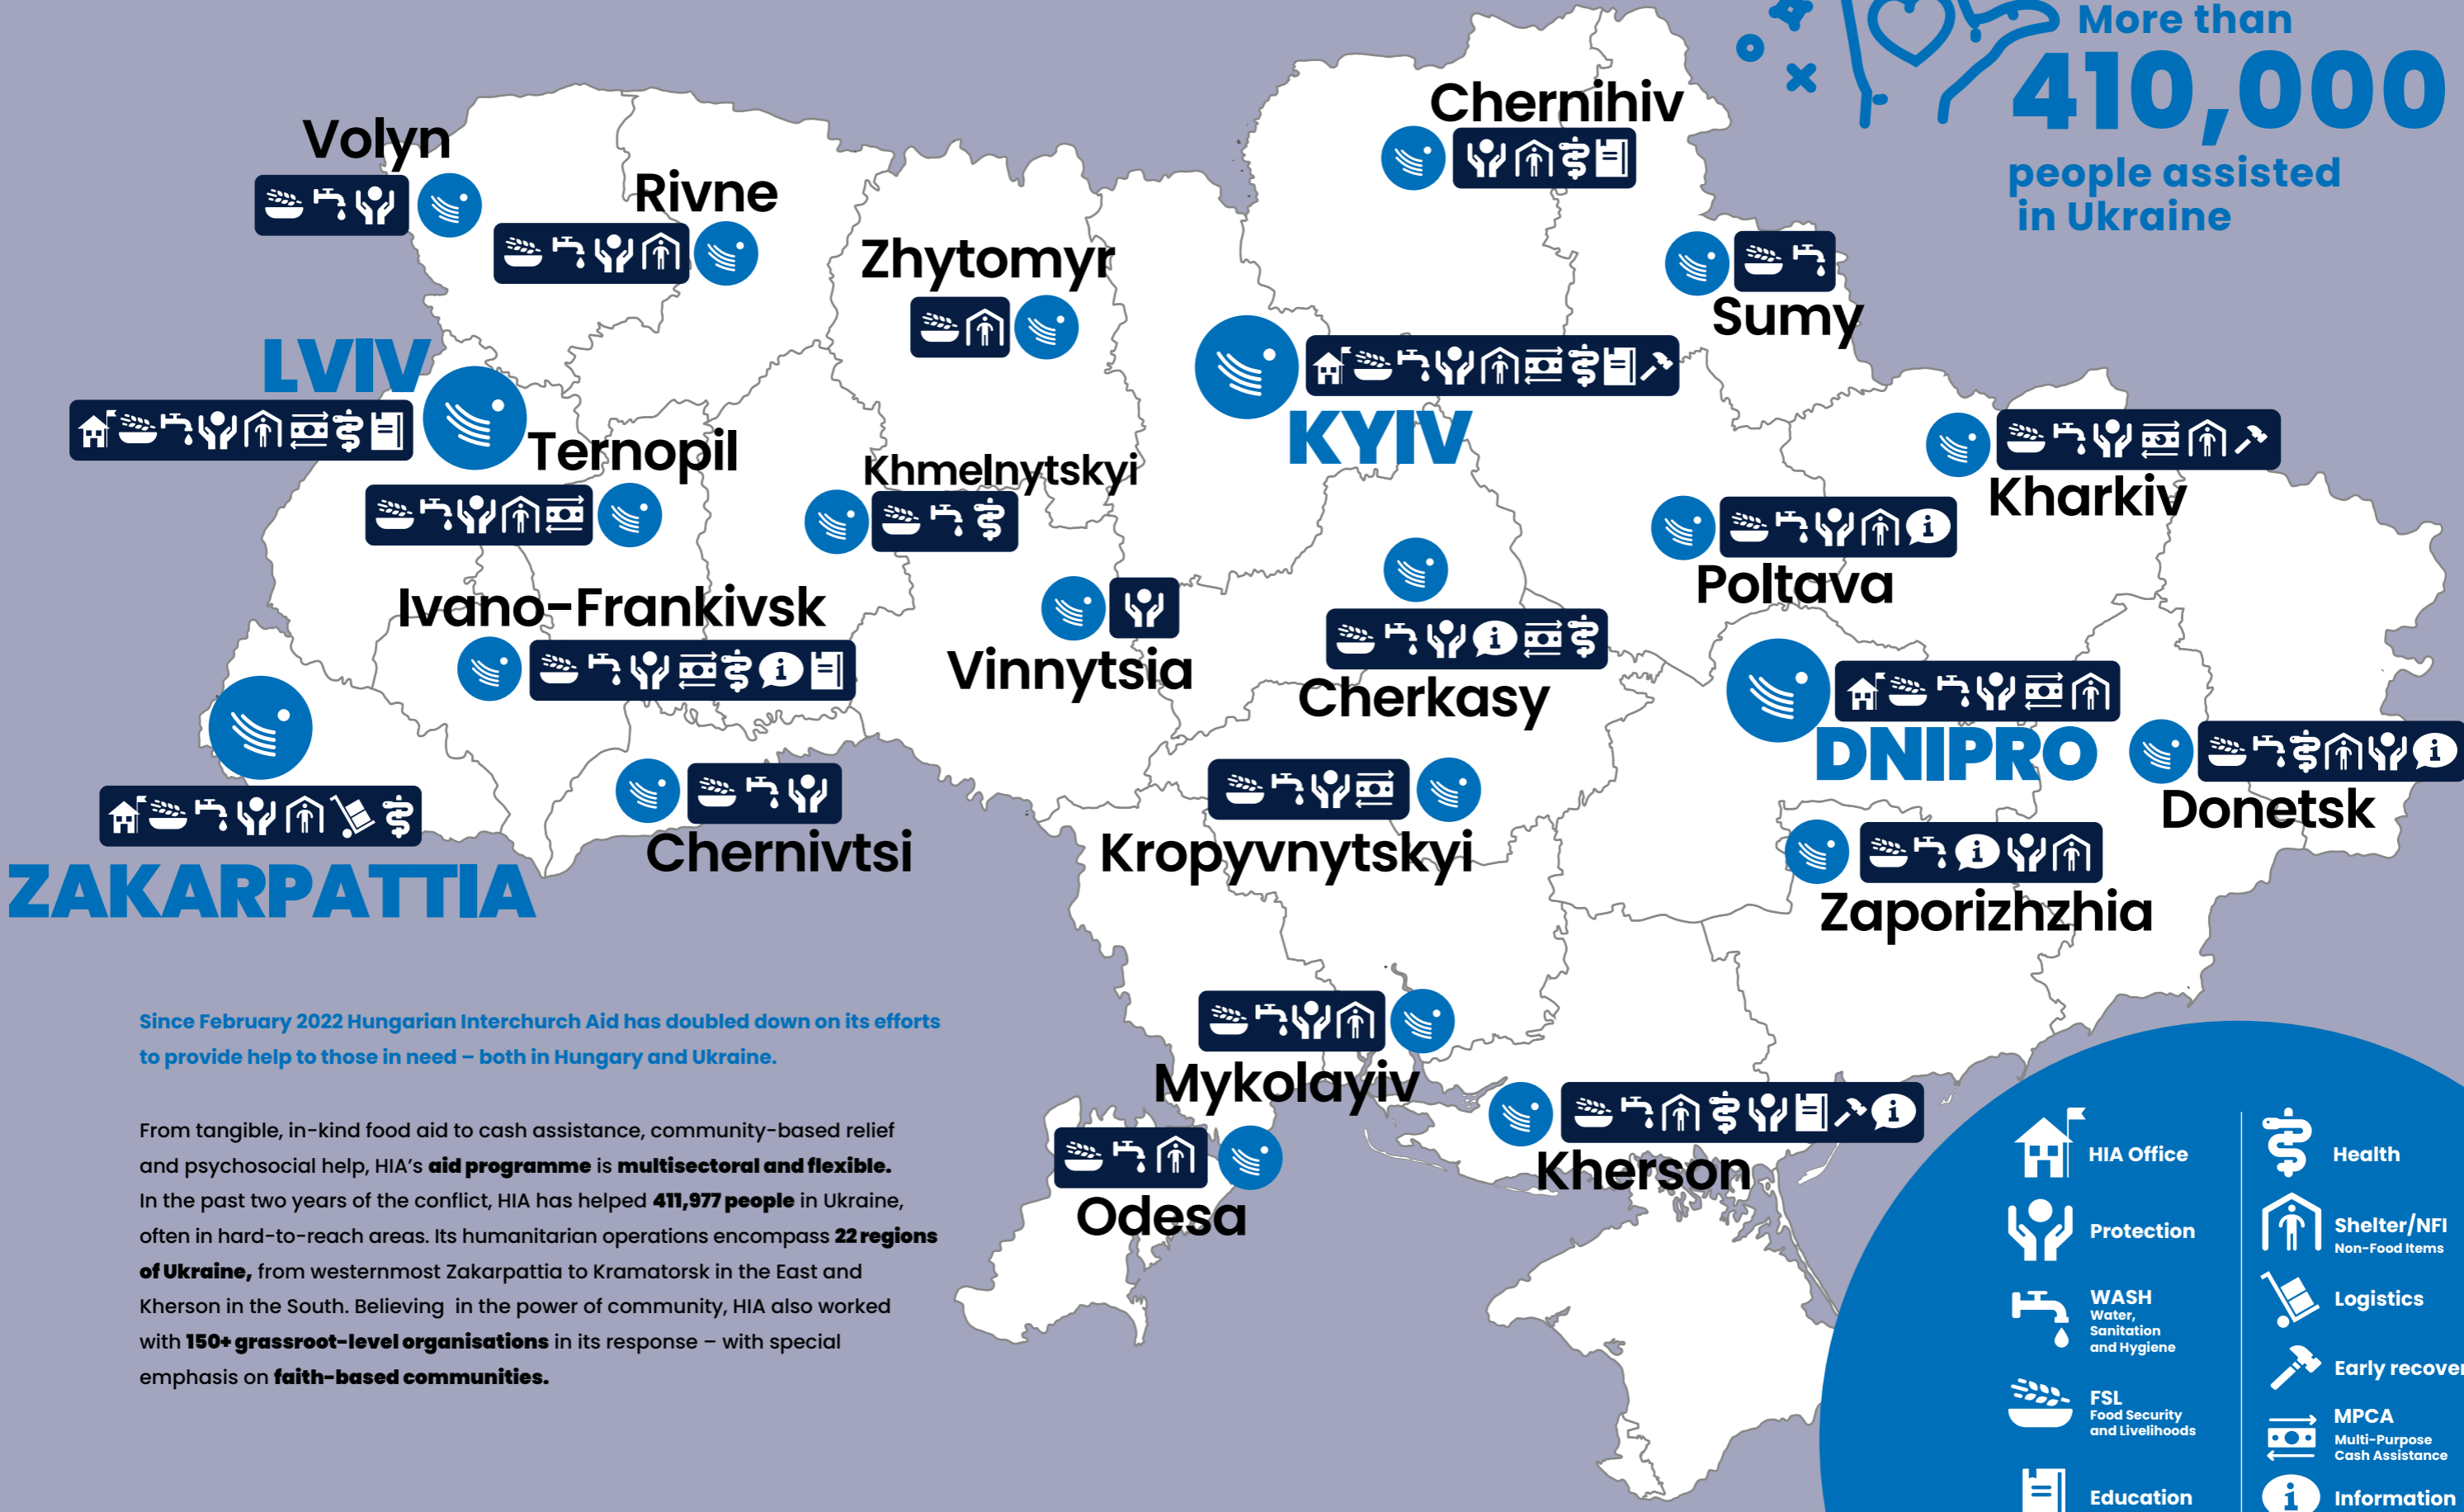 More than
410,000
people assisted
in Ukraine
Chernihiv
Volyn
Rivne
Zhytomyr
Sumy
LVIV
KYIV
Ternopil
Khmelnytskyi
Kharkiv
Poltava
Ivano-Frankivsk
Vinnytsia
Cherkasy
DNIPRO
Donetsk
Chernivtsi
Kropyvnytskyi
ZAKARPATTIA
Zaporizhzhia
Mykolayiv
Kherson
Odesa
Since February 2022 Hungarian Interchurch Aid has doubled down on its efforts
to provide help to those in need – both in Hungary and Ukraine.
From tangible, in-kind food aid to cash assistance, community-based relief
and psychosocial help, HIA's aid programme is multisectoral and flexible.
In the past two years of the conflict, HIA has helped 411,977 people in Ukraine,
often in hard-to-reach areas. Its humanitarian operations encompass 22 regions
of Ukraine, from westernmost Zakarpattia to Kramatorsk in the East and
Kherson in the South. Believing in the power of community, HIA also worked
with 150+ grassroot-level organisations in its response – with special
emphasis on faith-based communities.
HIA Office
Protection
WASH
Water,
Sanitation
and Hygiene
FSL
Food Security
and Livelihoods
Education
Health
Shelter/NFI
Non-Food Items
Logistics
Early recover
MPCA
Multi-Purpose
Cash Assistance
Information